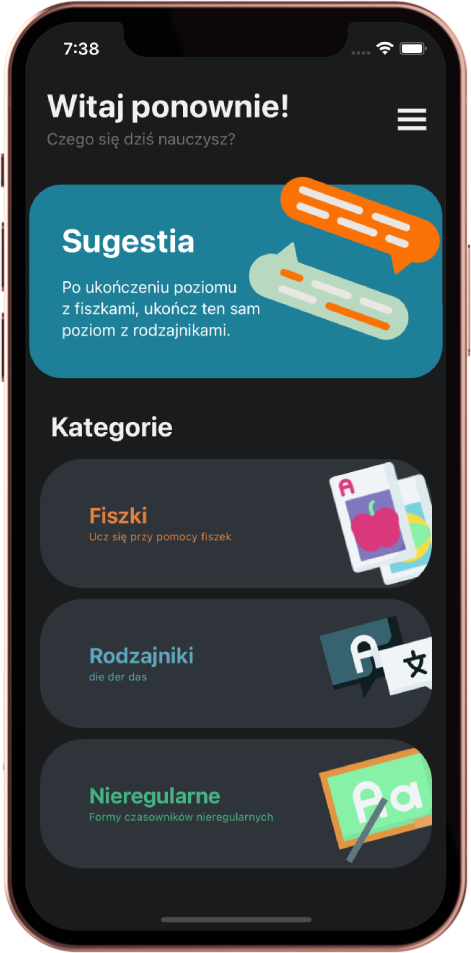 7:38
Witaj ponownie!
Czego się dziś nauczysz?
Sugestia
Po ukończeniu poziomu
z fiszkami, ukończ ten sam
poziom z rodzajnikami.
Kategorie
A
Fiszki
Ucz się przy pomocy fiszek
A
文
Rodzajniki
die der das
Aa
Nieregularne
Formy czasowników nieregularnych